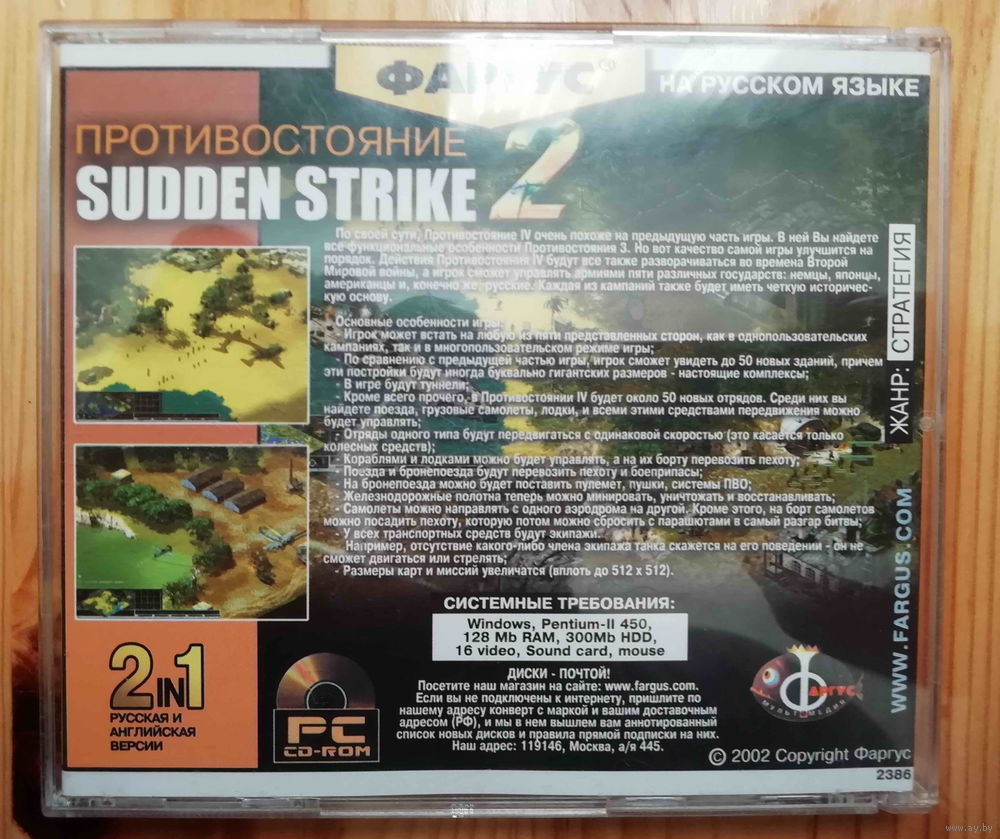 ФАРГУС®
НА РУССКОМ ЯЗЫКЕ
ПРОТИВОСТОЯНИЕ
SUDDEN STRIKE 2
По своей сути, Противостояние IV очень похоже на предыдущую часть игры. В ней Вы найдете
все функциональные особенности Противостояния 3. Но вот качество самой игры улучшится на
порядок. Действия Противостояния IV будут все также разворачиваться во времена Второй
Мировой войны, а игрок сможет управлять армиями пяти различных государств: немцы, японцы,
американцы и, конечно же, русские. Каждая из кампаний также будет иметь четкую историчес-
кую основу.
Основные особенности игры:
- Игрок может встать на любую из пяти представленных сторон, как в однопользовательских
кампаниях, так и в многопользовательском режиме игры;
- По сравнению с предыдущей частью игры, игрок сможет увидеть до 50 новых зданий, причем
эти постройки будут иногда буквально гигантских размеров - настоящие комплексы;
- В игре будут туннели;
- Кроме всего прочего, в Противостоянии IV будет около 50 новых отрядов. Среди них вы
найдете поезда, грузовые самолеты, лодки, и всеми этими средствами передвижения можно
будет управлять;
- Отряды одного типа будут передвигаться с одинаковой скоростью (это касается только
колесных средств);
- Кораблями и лодками можно будет управлять, а на их борту перевозить пехоту;
- Поезда и бронепоезда будут перевозить пехоту и боеприпасы;
- На бронепоезда можно будет поставить пулемет, пушки, системы ПВО;
- Железнодорожные полотна теперь можно минировать, уничтожать и восстанавливать;
- Самолеты можно направлять с одного аэродрома на другой. Кроме этого, на борт самолетов
можно посадить пехоту, которую потом можно сбросить с парашютами в самый разгар битвы;
- У всех транспортных средств будут экипажи.
Например, отсутствие какого-либо члена экипажа танка скажется на его поведении - он не
сможет двигаться или стрелять;
- Размеры карт и миссий увеличатся (вплоть до 512 х 512).
ЖАНР: СТРАТЕГИЯ
WWW.FARGUS.COM
СИСТЕМНЫЕ ТРЕБОВАНИЯ:
Windows, Pentium-II 450,
128 Mb RAM, 300Mb HDD,
16 video, Sound card, mouse
ДИСКИ - ПОЧТОЙ!
Посетите наш магазин на сайте: www.fargus.com.
Если вы не подключены к интернету, пришлите по
нашему адресу конверт с маркой и вашим доставочным
адресом (РФ), и мы в нем вышлем вам аннотированный
список новых дисков и правила прямой подписки на них.
Наш адрес: 119146, Москва, а/я 445.
2 IN 1
РУССКАЯ И
АНГЛИЙСКАЯ
ВЕРСИИ
PC
CD-ROM
ФАРГУС
МУЛЬТИМЕДИА
© 2002 Copyright Фаргус
2386
www.ay.by